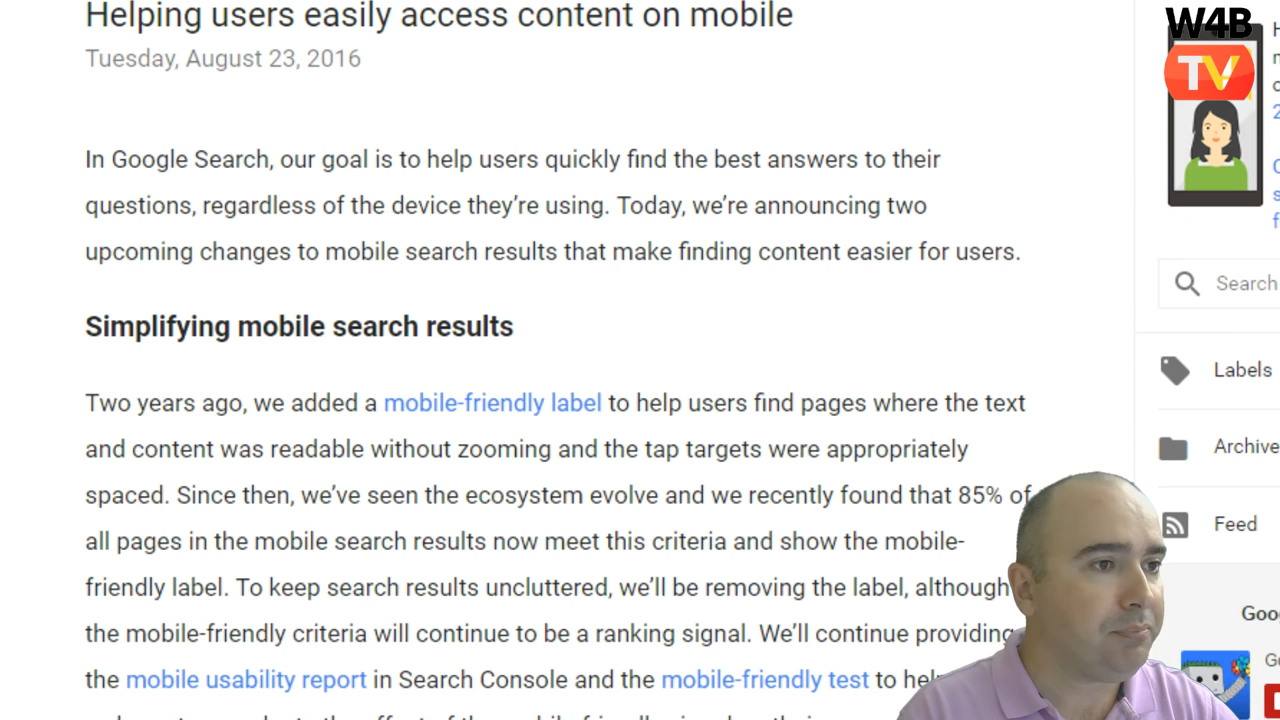 Helping users easily access content on mobile
Tuesday, August 23, 2016
In Google Search, our goal is to help users quickly find the best answers to their
questions, regardless of the device they’re using. Today, we’re announcing two
upcoming changes to mobile search results that make finding content easier for users.
Simplifying mobile search results
Two years ago, we added a mobile-friendly label to help users find pages where the text
and content was readable without zooming and the tap targets were appropriately
spaced. Since then, we’ve seen the ecosystem evolve and we recently found that 85% of
all pages in the mobile search results now meet this criteria and show the mobile-
friendly label. To keep search results uncluttered, we’ll be removing the label, although
the mobile-friendly criteria will continue to be a ranking signal. We’ll continue providing
the mobile usability report in Search Console and the mobile-friendly test to
W4B
TV
Search
Labels
Archive
Feed